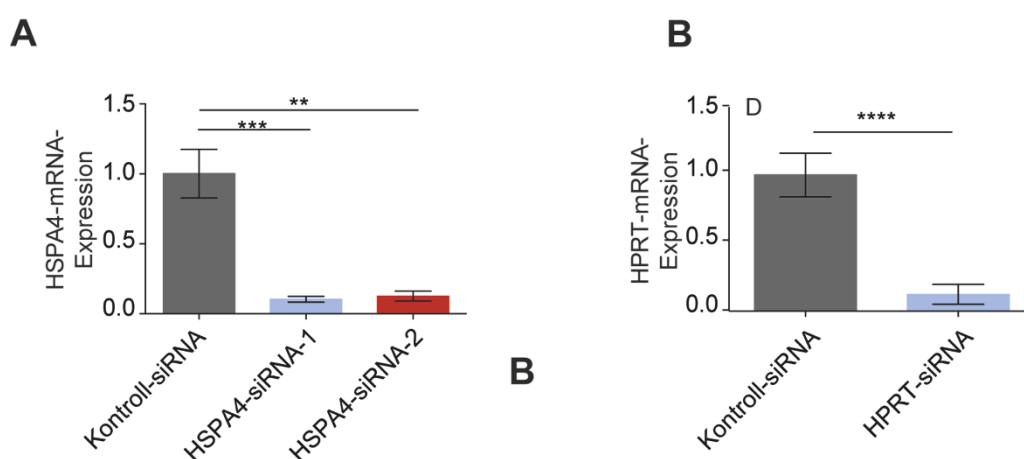 A
HSPA4-mRNA-
Expression
1.5
1.0
0.5
0.0
**
***
Kontroll-siRNA
HSPA4-siRNA-1
HSPA4-siRNA-2
B
HPRT-mRNA-
Expression
1.5
1.0
0.5
0.0
D
****
Kontroll-siRNA
HPRT-siRNA
B